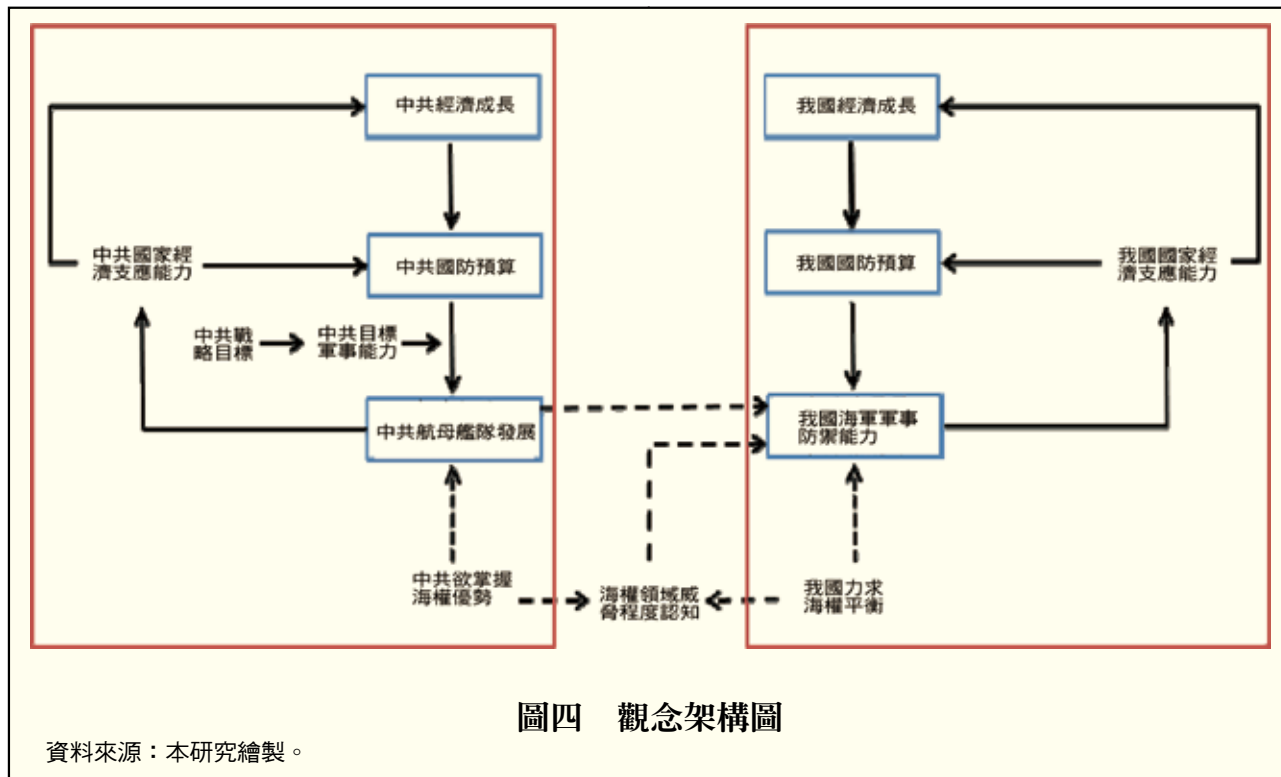 中共經濟成長
我國經濟成長
中共國家經
濟支應能力
中共國防預算
我國國防預算
我國國家經
濟支應能力
中共戰
略目標
中共目標
軍事能力
中共航母艦隊發展
我國海軍軍事
防禦能力
中共欲掌握
海權優勢
海權領域威
脅程度認知
我國力求
海權平衡
圖四 觀念架構圖
資料來源：本研究繪製。